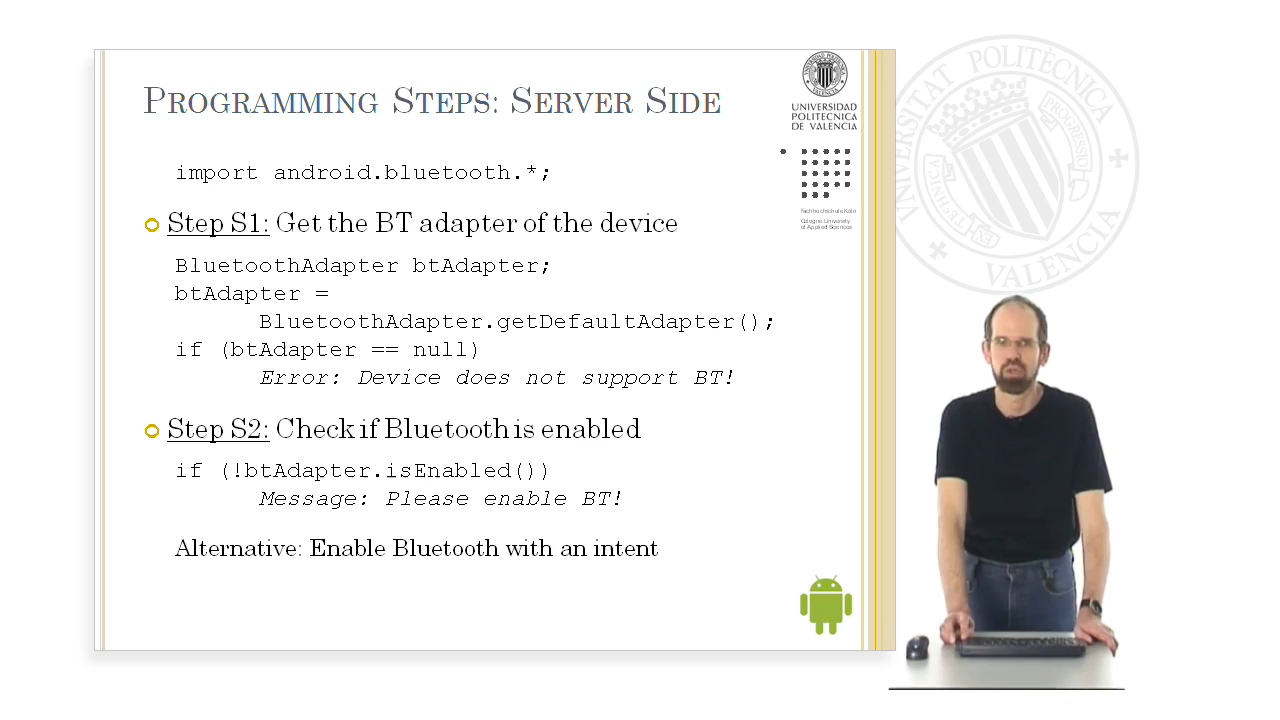 PROGRAMMING STEPS: SERVER SIDE
import android.bluetooth.*;
Step S1: Get the BT adapter of the device
BluetoothAdapter btAdapter;
btAdapter =
BluetoothAdapter.getDefaultAdapter();
if (btAdapter == null)
Error: Device does not support BT!
Step S2: Check if Bluetooth is enabled
if (!btAdapter.isEnabled())
Message: Please enable BT!
Alternative: Enable Bluetooth with an intent
UNIVERSIDAD
POLITECNICA
DE VALENCIA
Fachhochschule Köln
Cologne University
of Applied Sciences
UNIVERSITAT POLITÈCNICA
VALÈNCIA